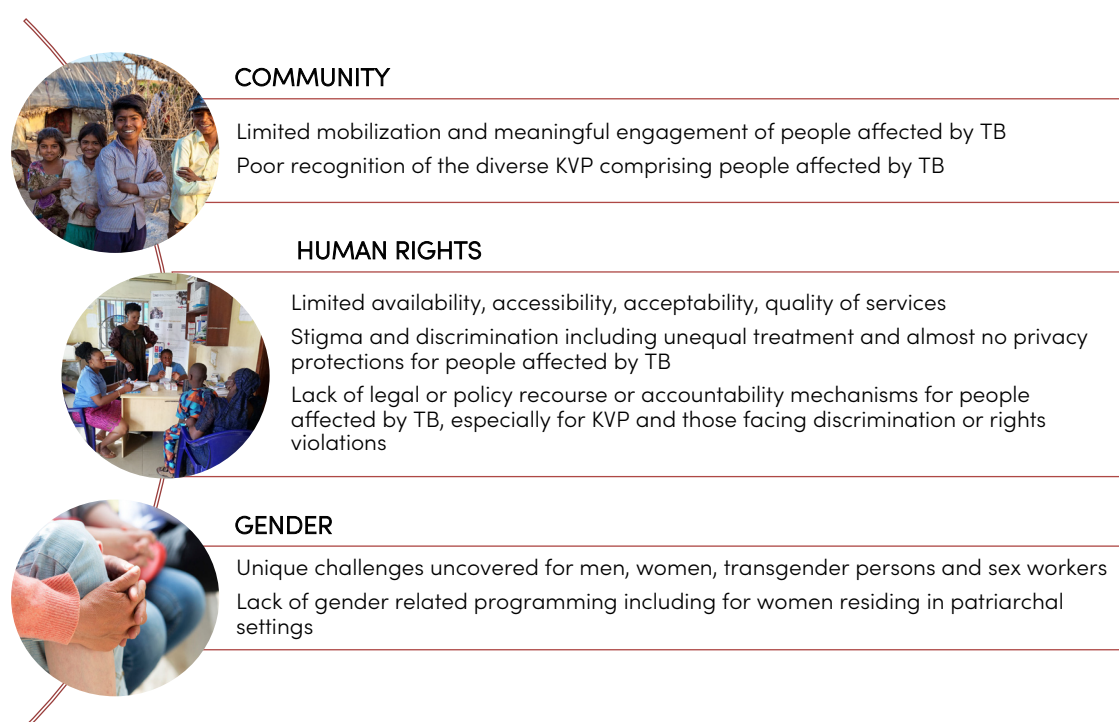 COMMUNITY
Limited mobilization and meaningful engagement of people affected by TB
Poor recognition of the diverse KVP comprising people affected by TB
HUMAN RIGHTS
Limited availability, accessibility, acceptability, quality of services
Stigma and discrimination including unequal treatment and almost no privacy
protections for people affected by TB
Lack of legal or policy recourse or accountability mechanisms for people
affected by TB, especially for KVP and those facing discrimination or rights
violations
GENDER
Unique challenges uncovered for men, women, transgender persons and sex workers
Lack of gender related programming including for women residing in patriarchal
settings